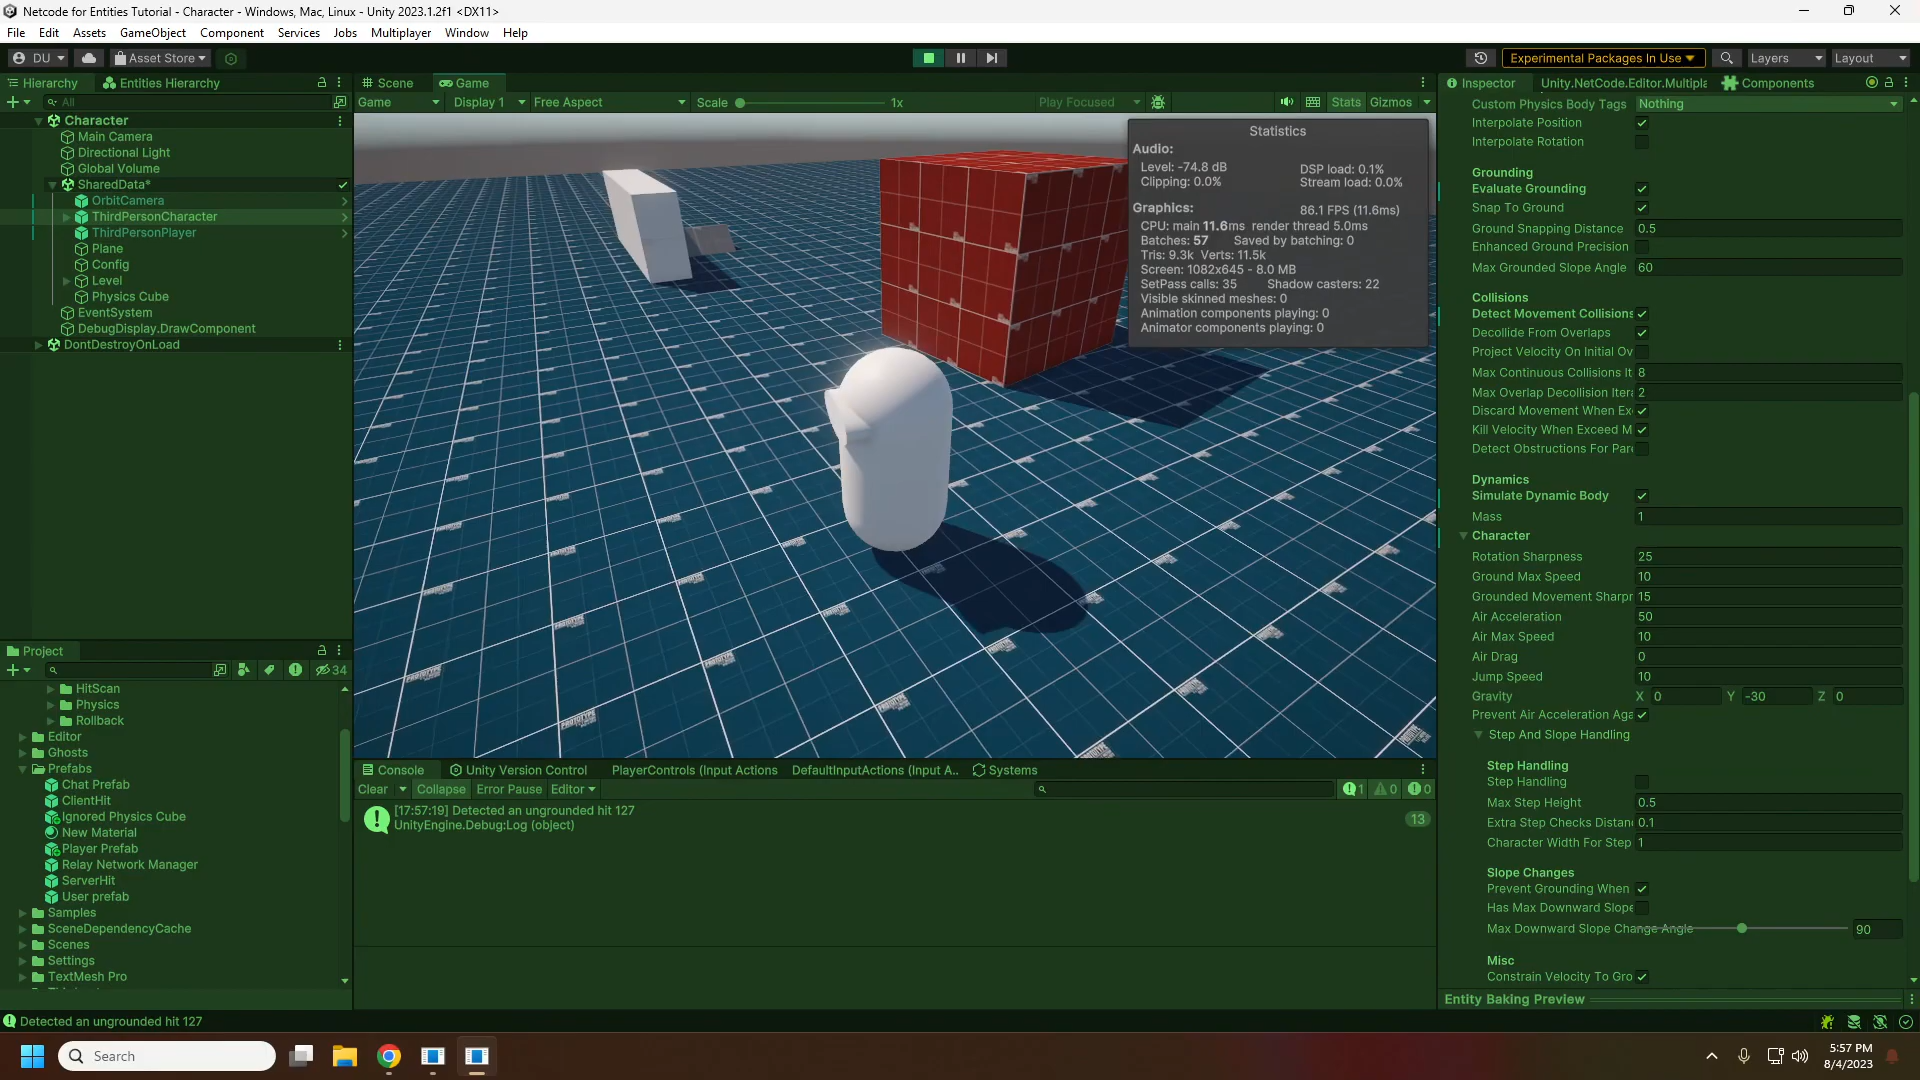 Netcode for Entities Tutorial - Character - Windows, Mac, Linux - Unity 2023.1.2f1 <DX11>
File Edit Assets GameObject Component Services Jobs Multiplayer Window Help
DU Asset Store Experimental Packages In Use Layers Layout
Hierarchy Entities Hierarchy
All
Character
Main Camera
Directional Light
Global Volume
SharedData*
OrbitCamera
ThirdPersonCharacter
ThirdPersonPlayer
Plane
Config
Level
Physics Cube
EventSystem
DebugDisplay.DrawComponent
DontDestroyOnLoad
Scene Game
Game Display 1 Free Aspect Scale 1x Play Focused Stats Gizmos
Statistics
Audio:
Level: -74.8 dB DSP load: 0.1%
Clipping: 0.0% Stream load: 0.0%
Graphics: 86.1 FPS (11.6ms)
CPU: main 11.6ms render thread 5.0ms
Batches: 57 Saved by batching: 0
Tris: 9.3k Verts: 11.5k
Screen: 1082x645 - 8.0 MB
SetPass calls: 35 Shadow casters: 22
Visible skinned meshes: 0
Animation components playing: 0
Animator components playing: 0
Inspector Unity.NetCode.Editor.Multipla Components
Custom Physics Body Tags Nothing
Interpolate Position
Interpolate Rotation
Grounding
Evaluate Grounding
Snap To Ground
Ground Snapping Distance 0.5
Enhanced Ground Precision
Max Grounded Slope Angle 60
Collisions
Detect Movement Collisions
Decollide From Overlaps
Project Velocity On Initial Ov
Max Continuous Collisions It 8
Max Overlap Decollision Itera 2
Discard Movement When Ex
Kill Velocity When Exceed M
Detect Obstructions For Par
Dynamics
Simulate Dynamic Body
Mass 1
Character
Rotation Sharpness 25
Ground Max Speed 10
Grounded Movement Sharpr 15
Air Acceleration 50
Air Max Speed 10
Air Drag 0
Jump Speed 10
Gravity X 0 Y -30 Z 0
Prevent Air Acceleration Aga
Step And Slope Handling
Step Handling
Step Handling
Max Step Height 0.5
Extra Step Checks Distan 0.1
Character Width For Step 1
Slope Changes
Prevent Grounding When
Has Max Downward Slope
Max Downward Slope Change Angle 90
Misc
Constrain Velocity To Gro
Entity Baking Preview
Project
34
HitScan
Physics
Rollback
Editor
Ghosts
Prefabs
Chat Prefab
ClientHit
Ignored Physics Cube
New Material
Player Prefab
Relay Network Manager
ServerHit
User prefab
Samples
SceneDependencyCache
Scenes
Settings
TextMesh Pro
Console Unity Version Control PlayerControls (Input Actions DefaultInputActions (Input A.. Systems
Clear Collapse Error Pause Editor 1 0 0
[17:57:19] Detected an ungrounded hit 127
UnityEngine.Debug:Log (object)
13
Detected an ungrounded hit 127
Search
5:57 PM
8/4/2023